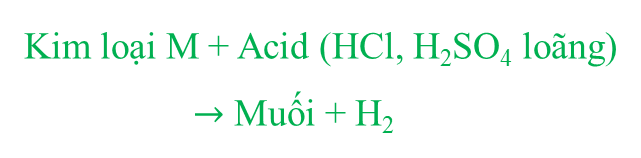 Kim loại M + Acid (HCl, H₂SO₄ loãng)
→ Muối + H₂